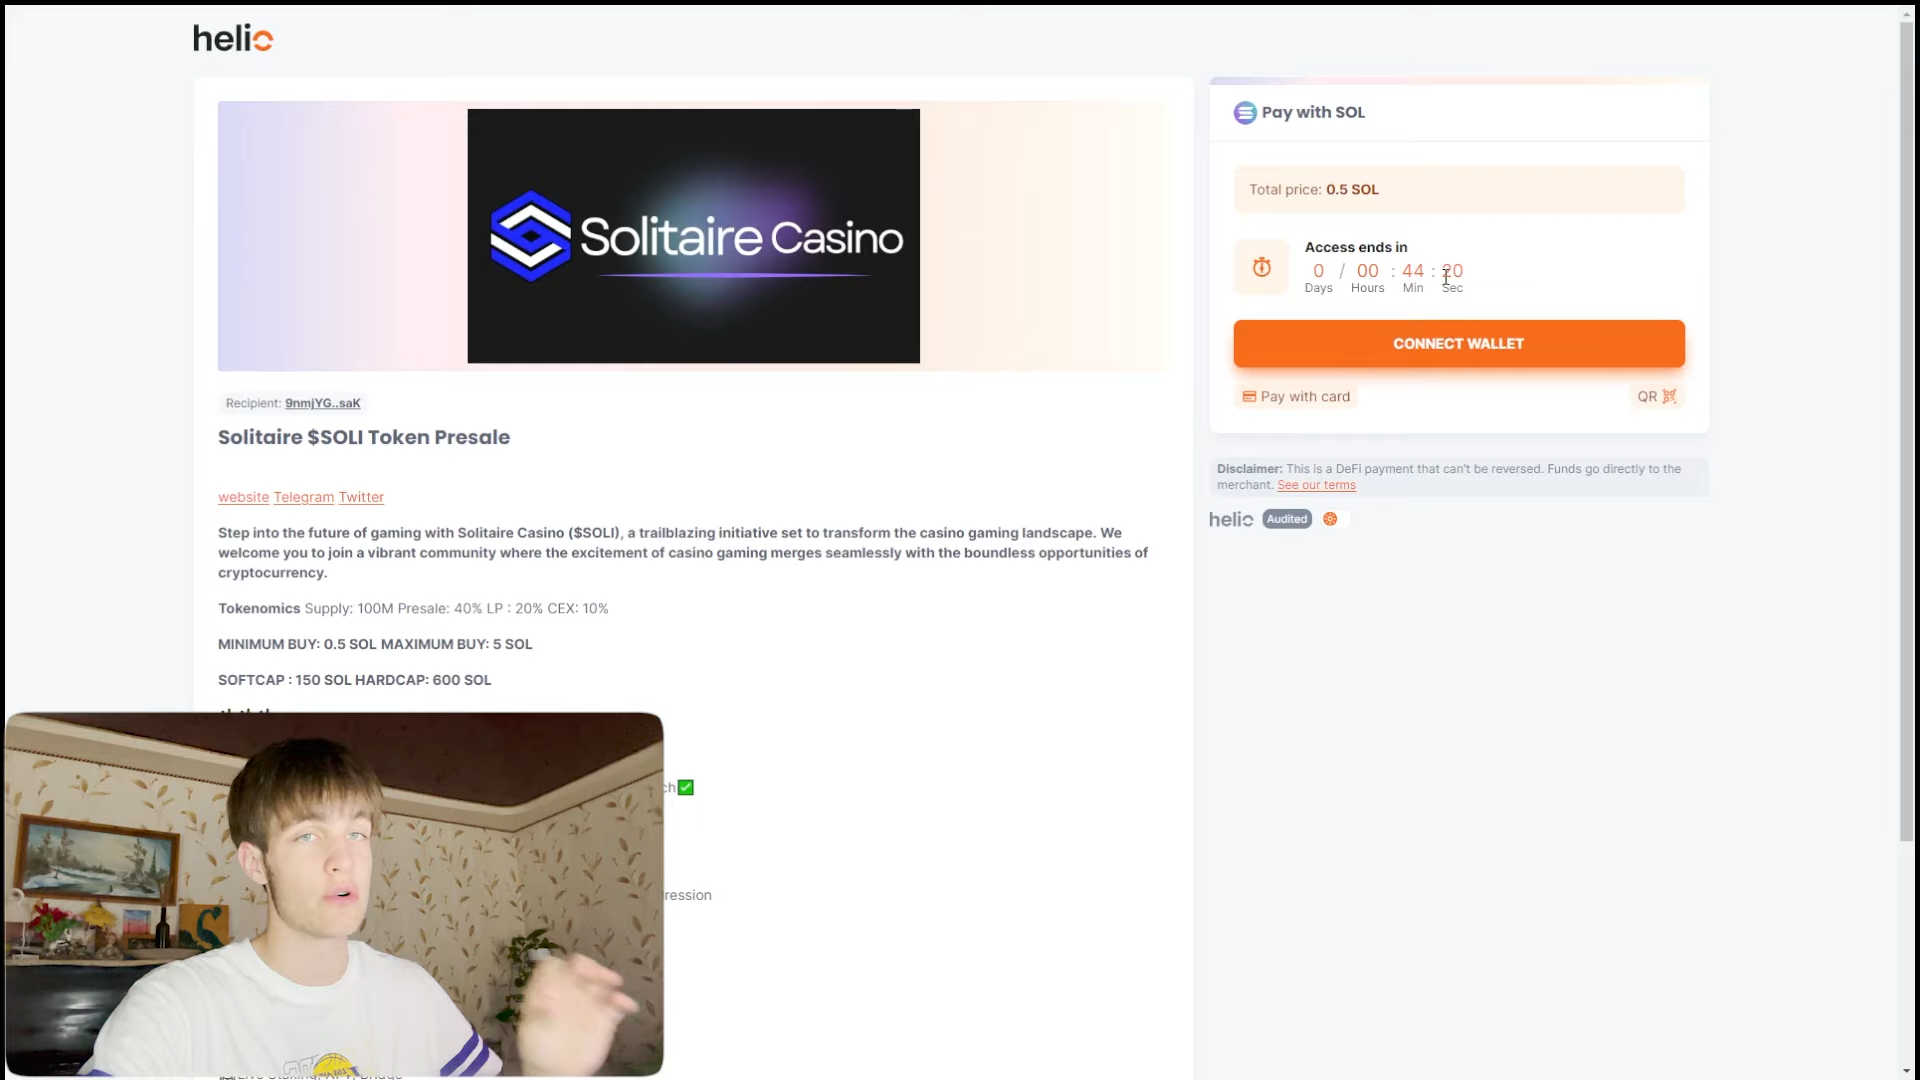 helio
Solitaire Casino
Recipient: 9nmjYG..saK
Solitaire $SOLI Token Presale
website Telegram Twitter
Step into the future of gaming with Solitaire Casino ($SOLI), a trailblazing initiative set to transform the casino gaming landscape. We
welcome you to join a vibrant community where the excitement of casino gaming merges seamlessly with the boundless opportunities of
cryptocurrency.
Tokenomics Supply: 100M Presale: 40% LP : 20% CEX: 10%
MINIMUM BUY: 0.5 SOL MAXIMUM BUY: 5 SOL
SOFTCAP : 150 SOL HARDCAP: 600 SOL
Pay with SOL
Total price: 0.5 SOL
Access ends in
0 / 00 : 44 : 20
Days Hours Min Sec
CONNECT WALLET
Pay with card
QR
Disclaimer: This is a DeFi payment that can't be reversed. Funds go directly to the
merchant. See our terms
helio Audited